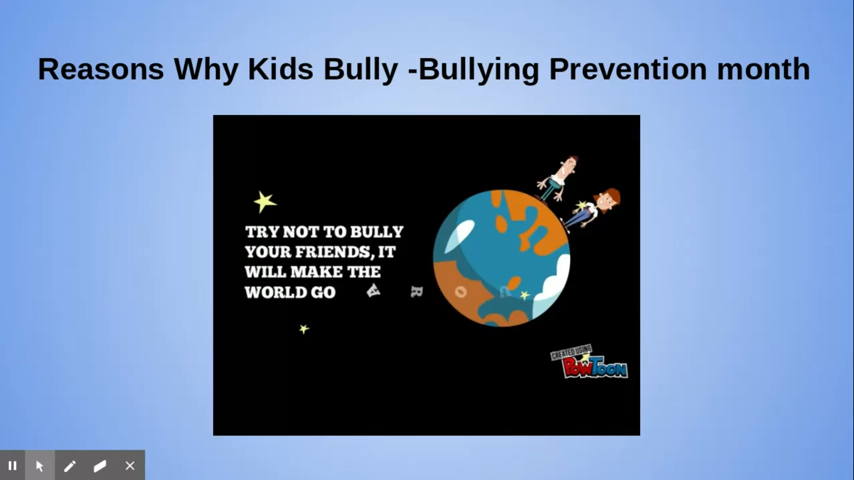 Reasons Why Kids Bully -Bullying Prevention month
TRY NOT TO BULLY
YOUR FRIENDS, IT
WILL MAKE THE
WORLD GO A R O
CREATED USING
POWTOON